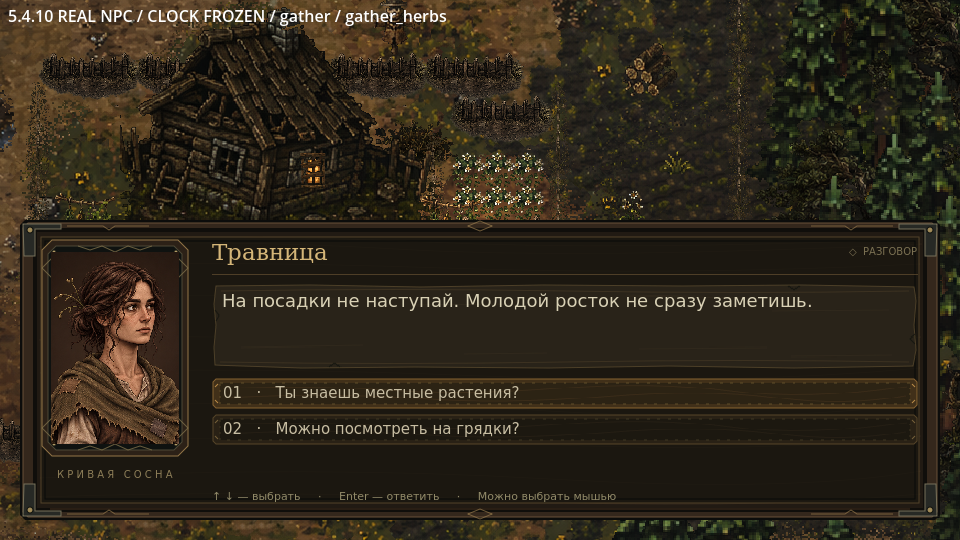 5.4.10 REAL NPC / CLOCK FROZEN / gather / gather_herbs
Травница
◇ РАЗГОВОР
На посадки не наступай. Молодой росток не сразу заметишь.
01 · Ты знаешь местные растения?
02 · Можно посмотреть на грядки?
КРИВАЯ СОСНА
↑ ↓ — выбрать · Enter — ответить · Можно выбрать мышью